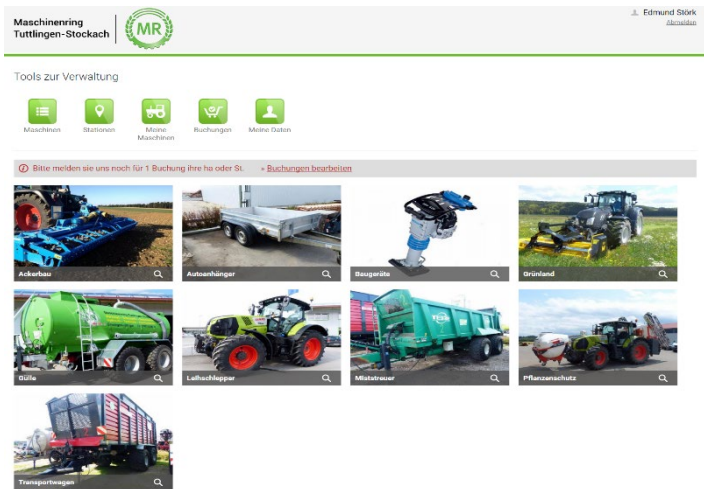 Maschinenring
Tuttlingen-Stockach
MR
Edmund Störk
Abmelden
Tools zur Verwaltung
Maschinen
Stationen
Meine
Maschinen
Buchungen
Meine Daten
Bitte melden sie uns noch für 1 Buchung ihre ha oder St. » Buchungen bearbeiten
Ackerbau
Autoanhänger
Baugeräte
Grünland
Gülle
Leihschlepper
Miststreuer
Pflanzenschutz
Transportwagen